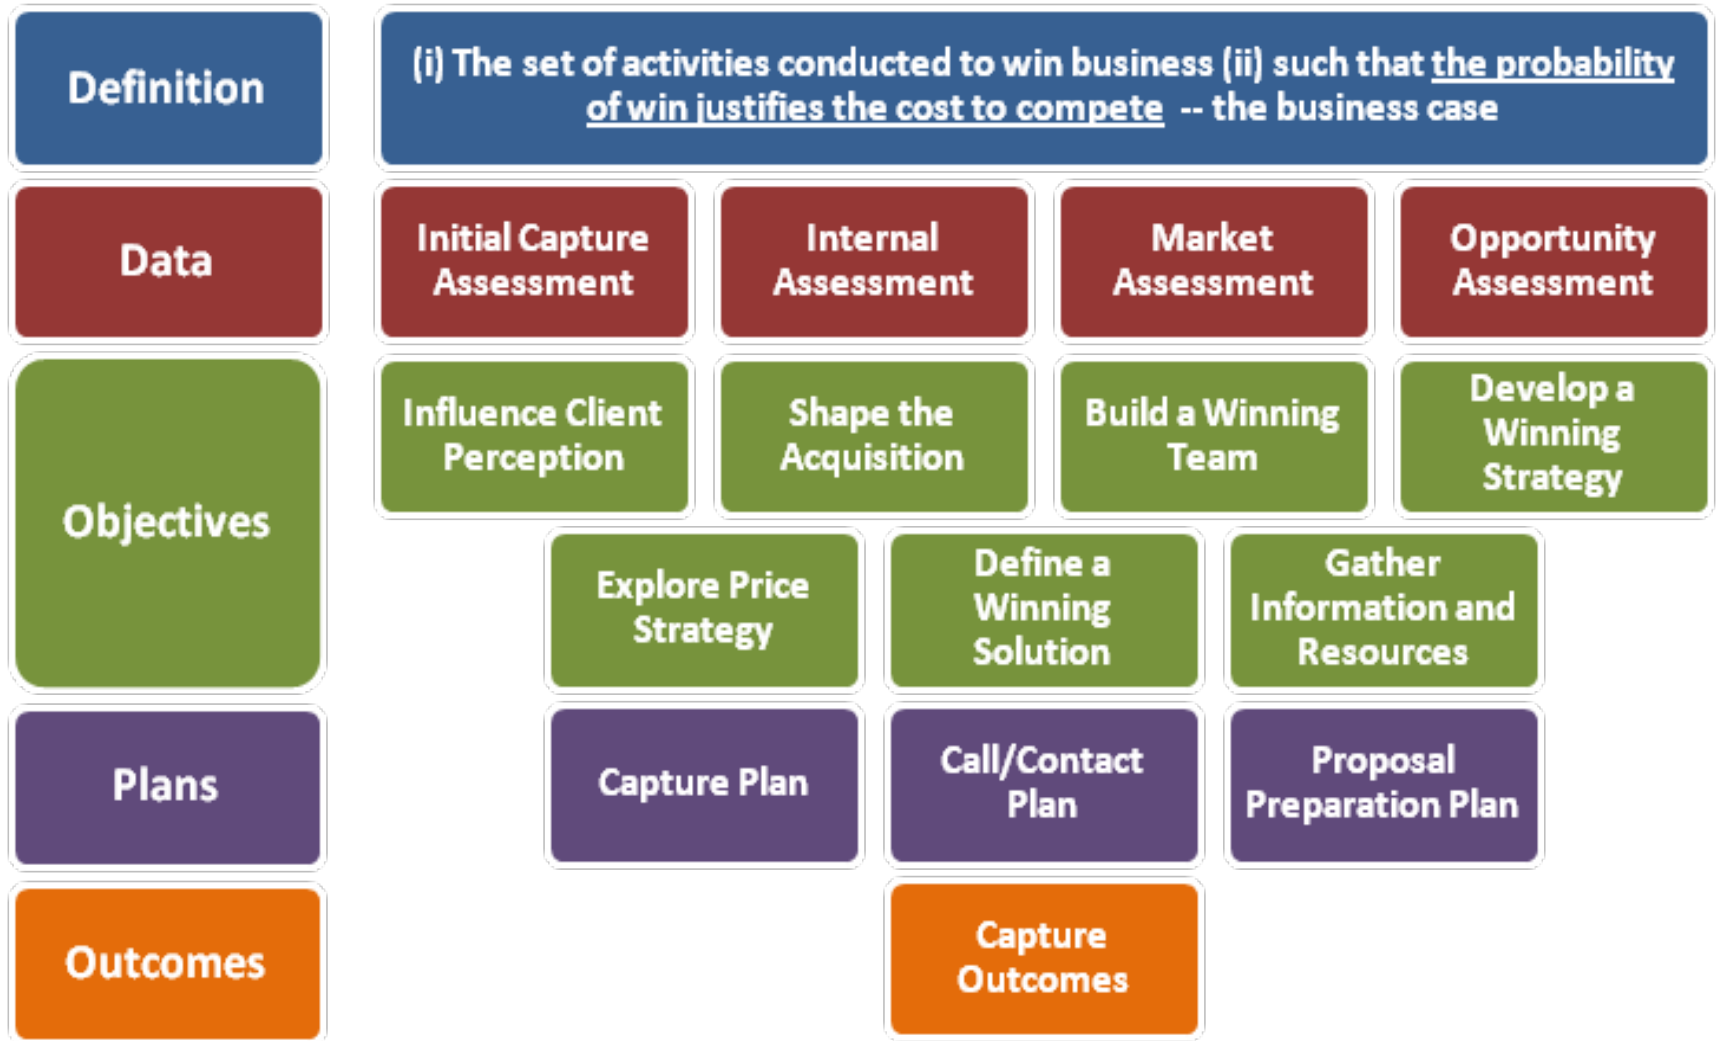 Definition
(i) The set of activities conducted to win business (ii) such that the probability
of win justifies the cost to compete -- the business case
Data
Initial Capture
Assessment
Internal
Assessment
Market
Assessment
Opportunity
Assessment
Objectives
Influence Client
Perception
Shape the
Acquisition
Build a Winning
Team
Develop a
Winning
Strategy
Explore Price
Strategy
Define a
Winning
Solution
Gather
Information and
Resources
Plans
Capture Plan
Call/Contact
Plan
Proposal
Preparation Plan
Outcomes
Capture
Outcomes